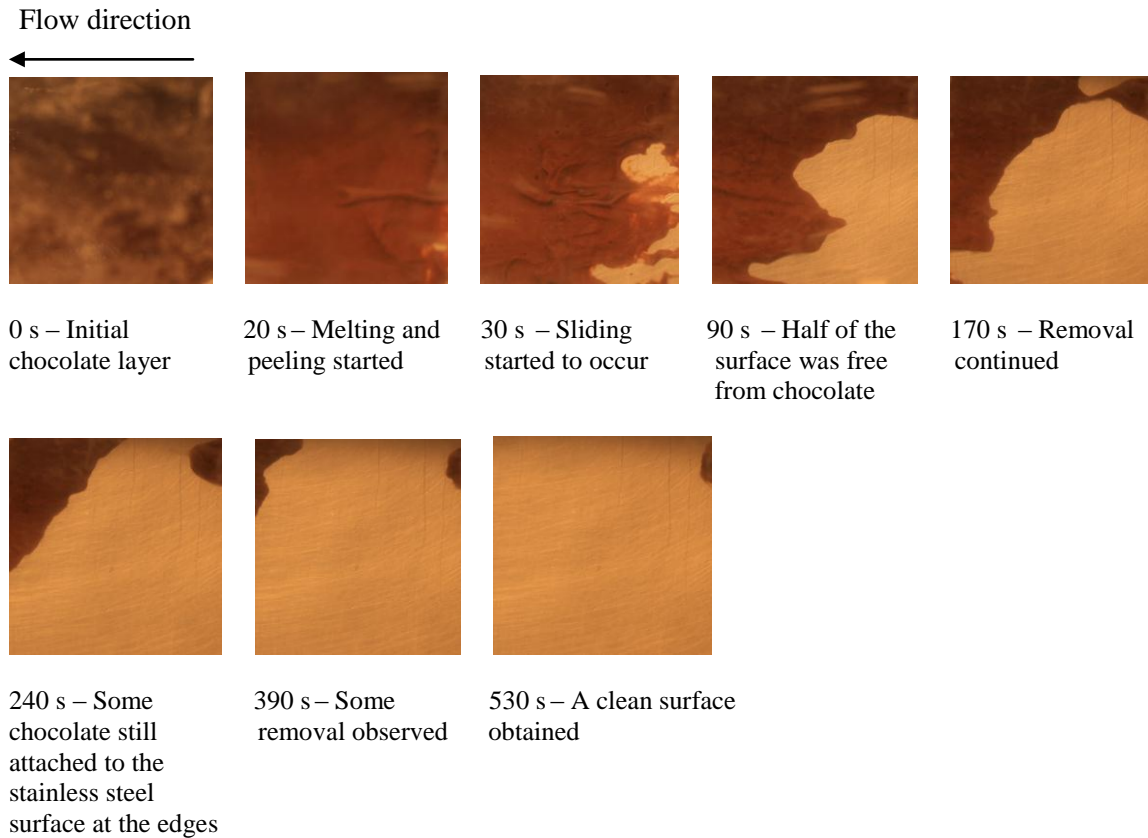 Flow direction
0 s – Initial
chocolate layer
20 s – Melting and
peeling started
30 s – Sliding
started to occur
90 s – Half of the
surface was free
from chocolate
170 s – Removal
continued
240 s – Some
chocolate still
attached to the
stainless steel
surface at the edges
390 s – Some
removal observed
530 s – A clean surface
obtained